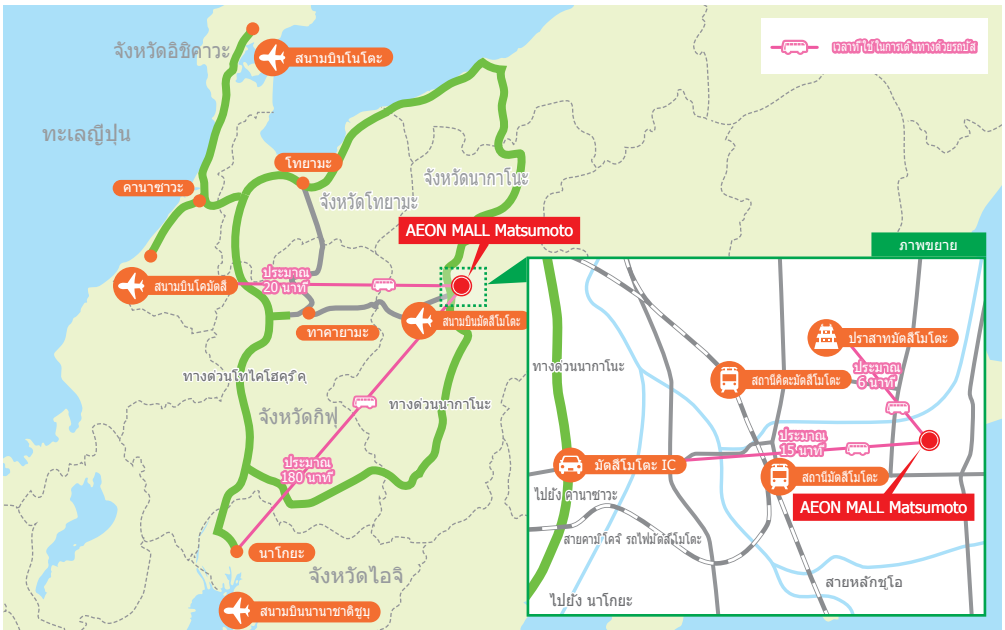 จังหวัดอิชิคาวะ
สนามบินโนโตะ
เวลาที่ใช้ในการเดินทางด้วยรถบัส
ทะเลญี่ปุ่น
โทยามะ
คานาซาวะ
จังหวัดนากาโนะ
จังหวัดโทยามะ
AEON MALL Matsumoto
ภาพขยาย
ประมาณ
20 นาที
สนามบินโคมัตสึ
สนามบินมัตสึโมโตะ
ทาคายามะ
ทางด่วนโทไคโฮคุริคุ
ทางด่วนนากาโนะ
จังหวัดกิฟุ
ประมาณ
180 นาที
นาโกยะ
จังหวัดไอจิ
สนามบินนานาชาติชูบุ
ปราสาทมัตสึโมโตะ
ทางด่วนนากาโนะ
สถานีคิตะมัตสึโมโตะ
ประมาณ
6 นาที
ประมาณ
15 นาที
มัตสึโมโตะ IC
สถานีมัตสึโมโตะ
ไปยัง คานาซาวะ
AEON MALL Matsumoto
สายคามิโคจิ รถไฟมัตสึโมโตะ
สายหลักชูโอ
ไปยัง นาโกยะ